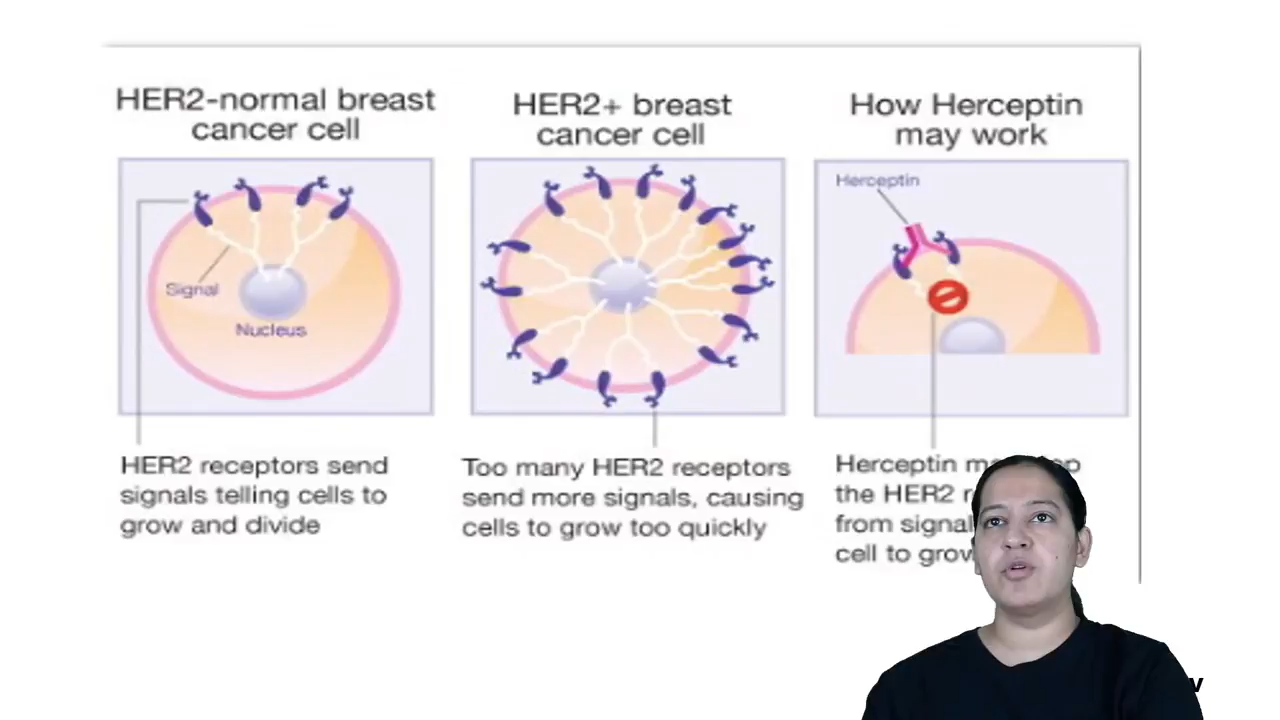 HER2-normal breast
cancer cell
Signal
Nucleus
HER2 receptors send
signals telling cells to
grow and divide
HER2+ breast
cancer cell
Too many HER2 receptors
send more signals, causing
cells to grow too quickly
How Herceptin
may work
Herceptin
Herceptin
the HER2
from
cell to